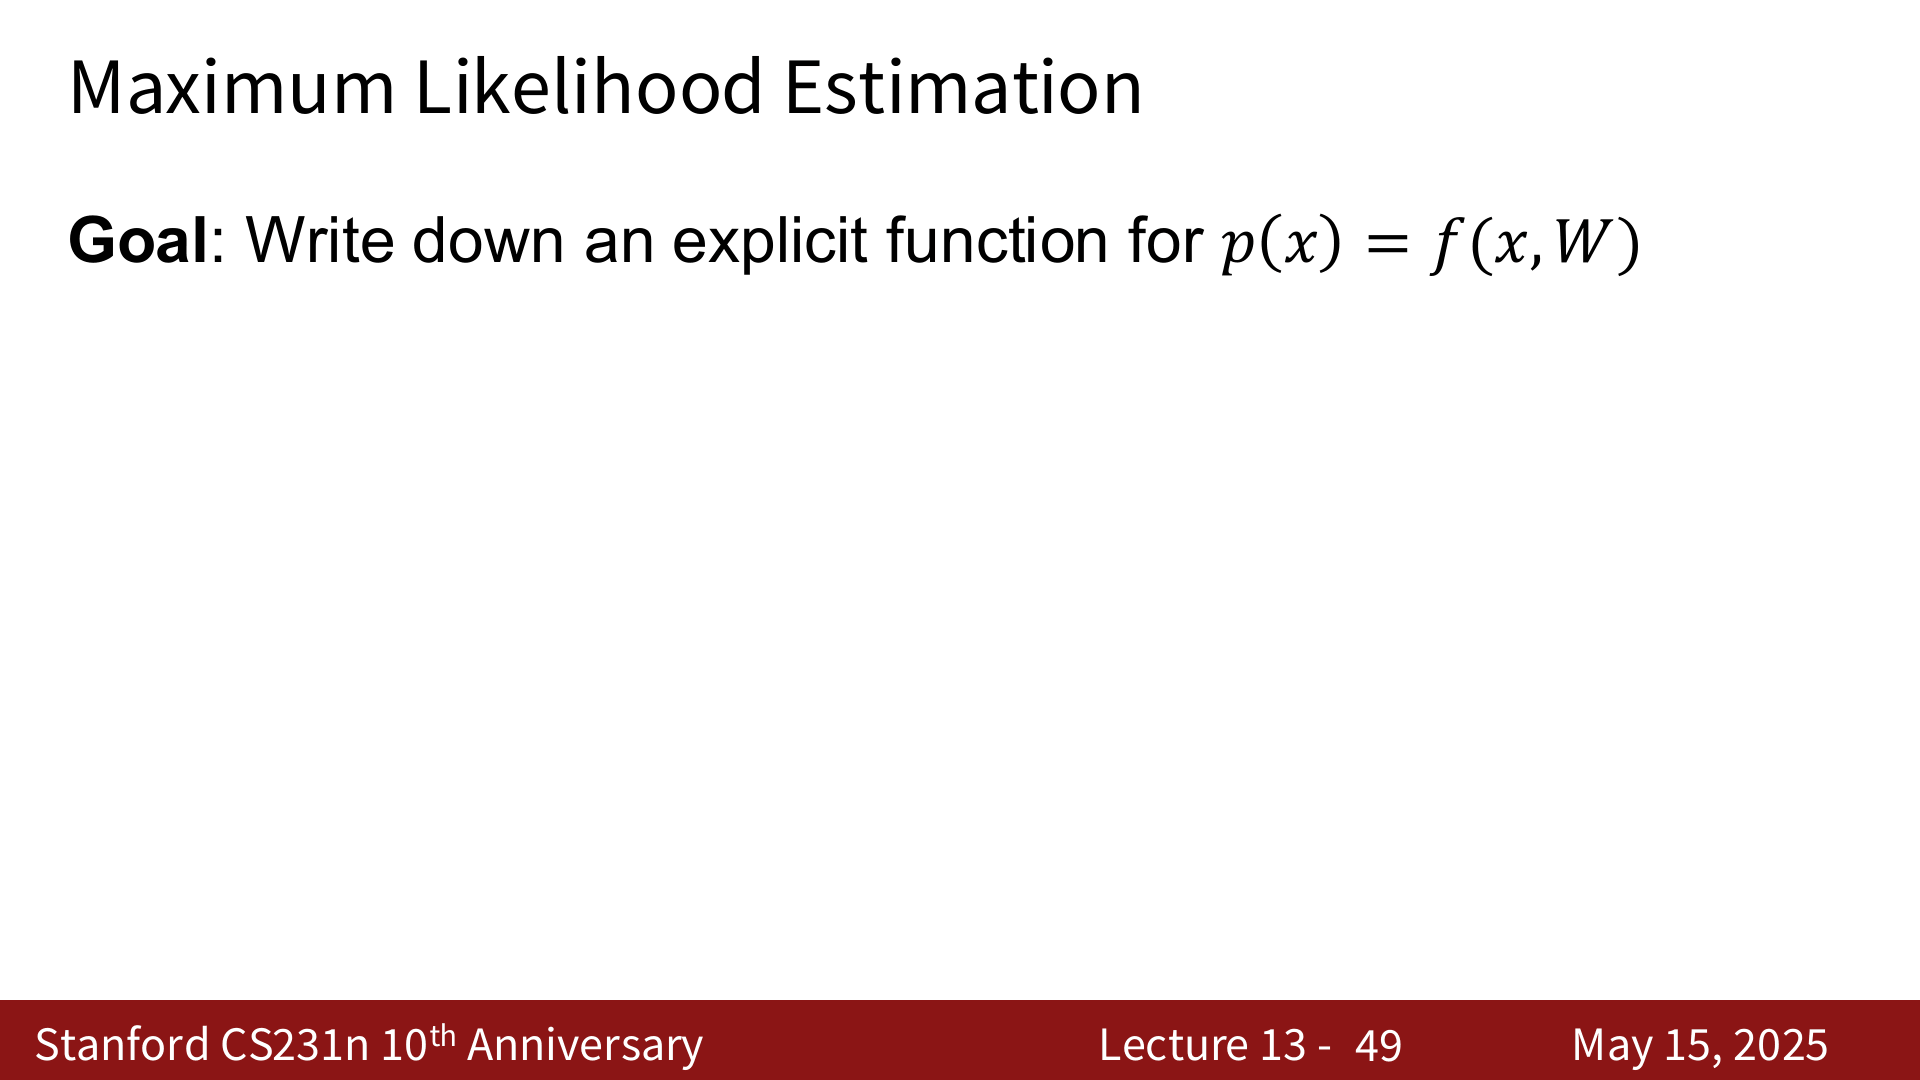 Maximum Likelihood Estimation
Goal: Write down an explicit function for p(x) = f(x, W)
Stanford CS231n 10th Anniversary
Lecture 13 - 49
May 15, 2025